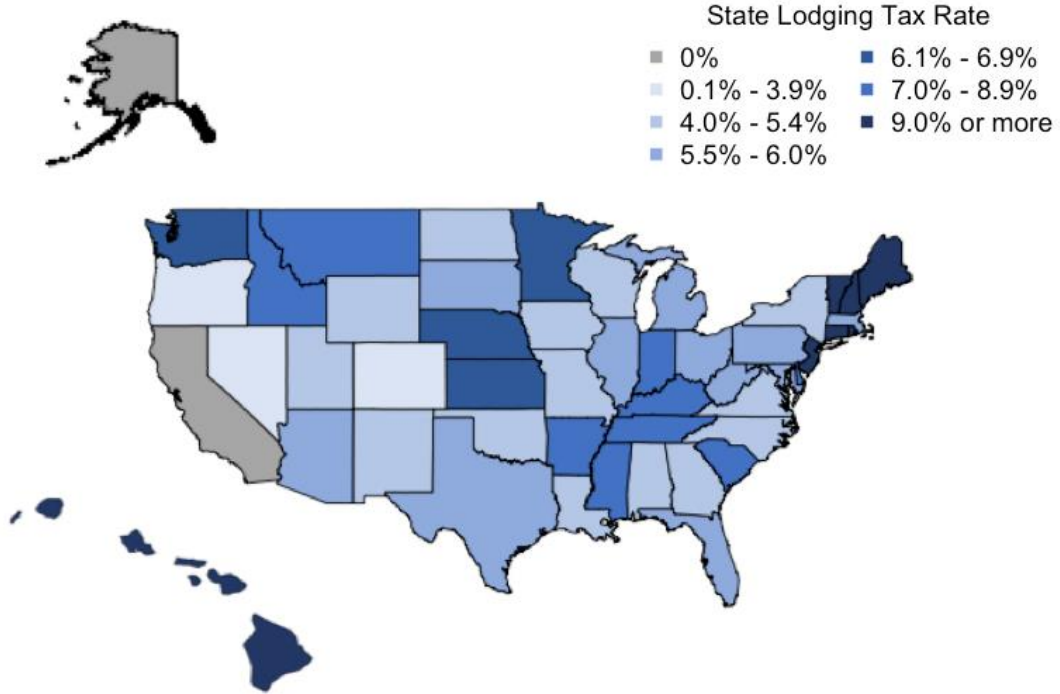 State Lodging Tax Rate
0%
0.1% - 3.9%
4.0% - 5.4%
5.5% - 6.0%
6.1% - 6.9%
7.0% - 8.9%
9.0% or more